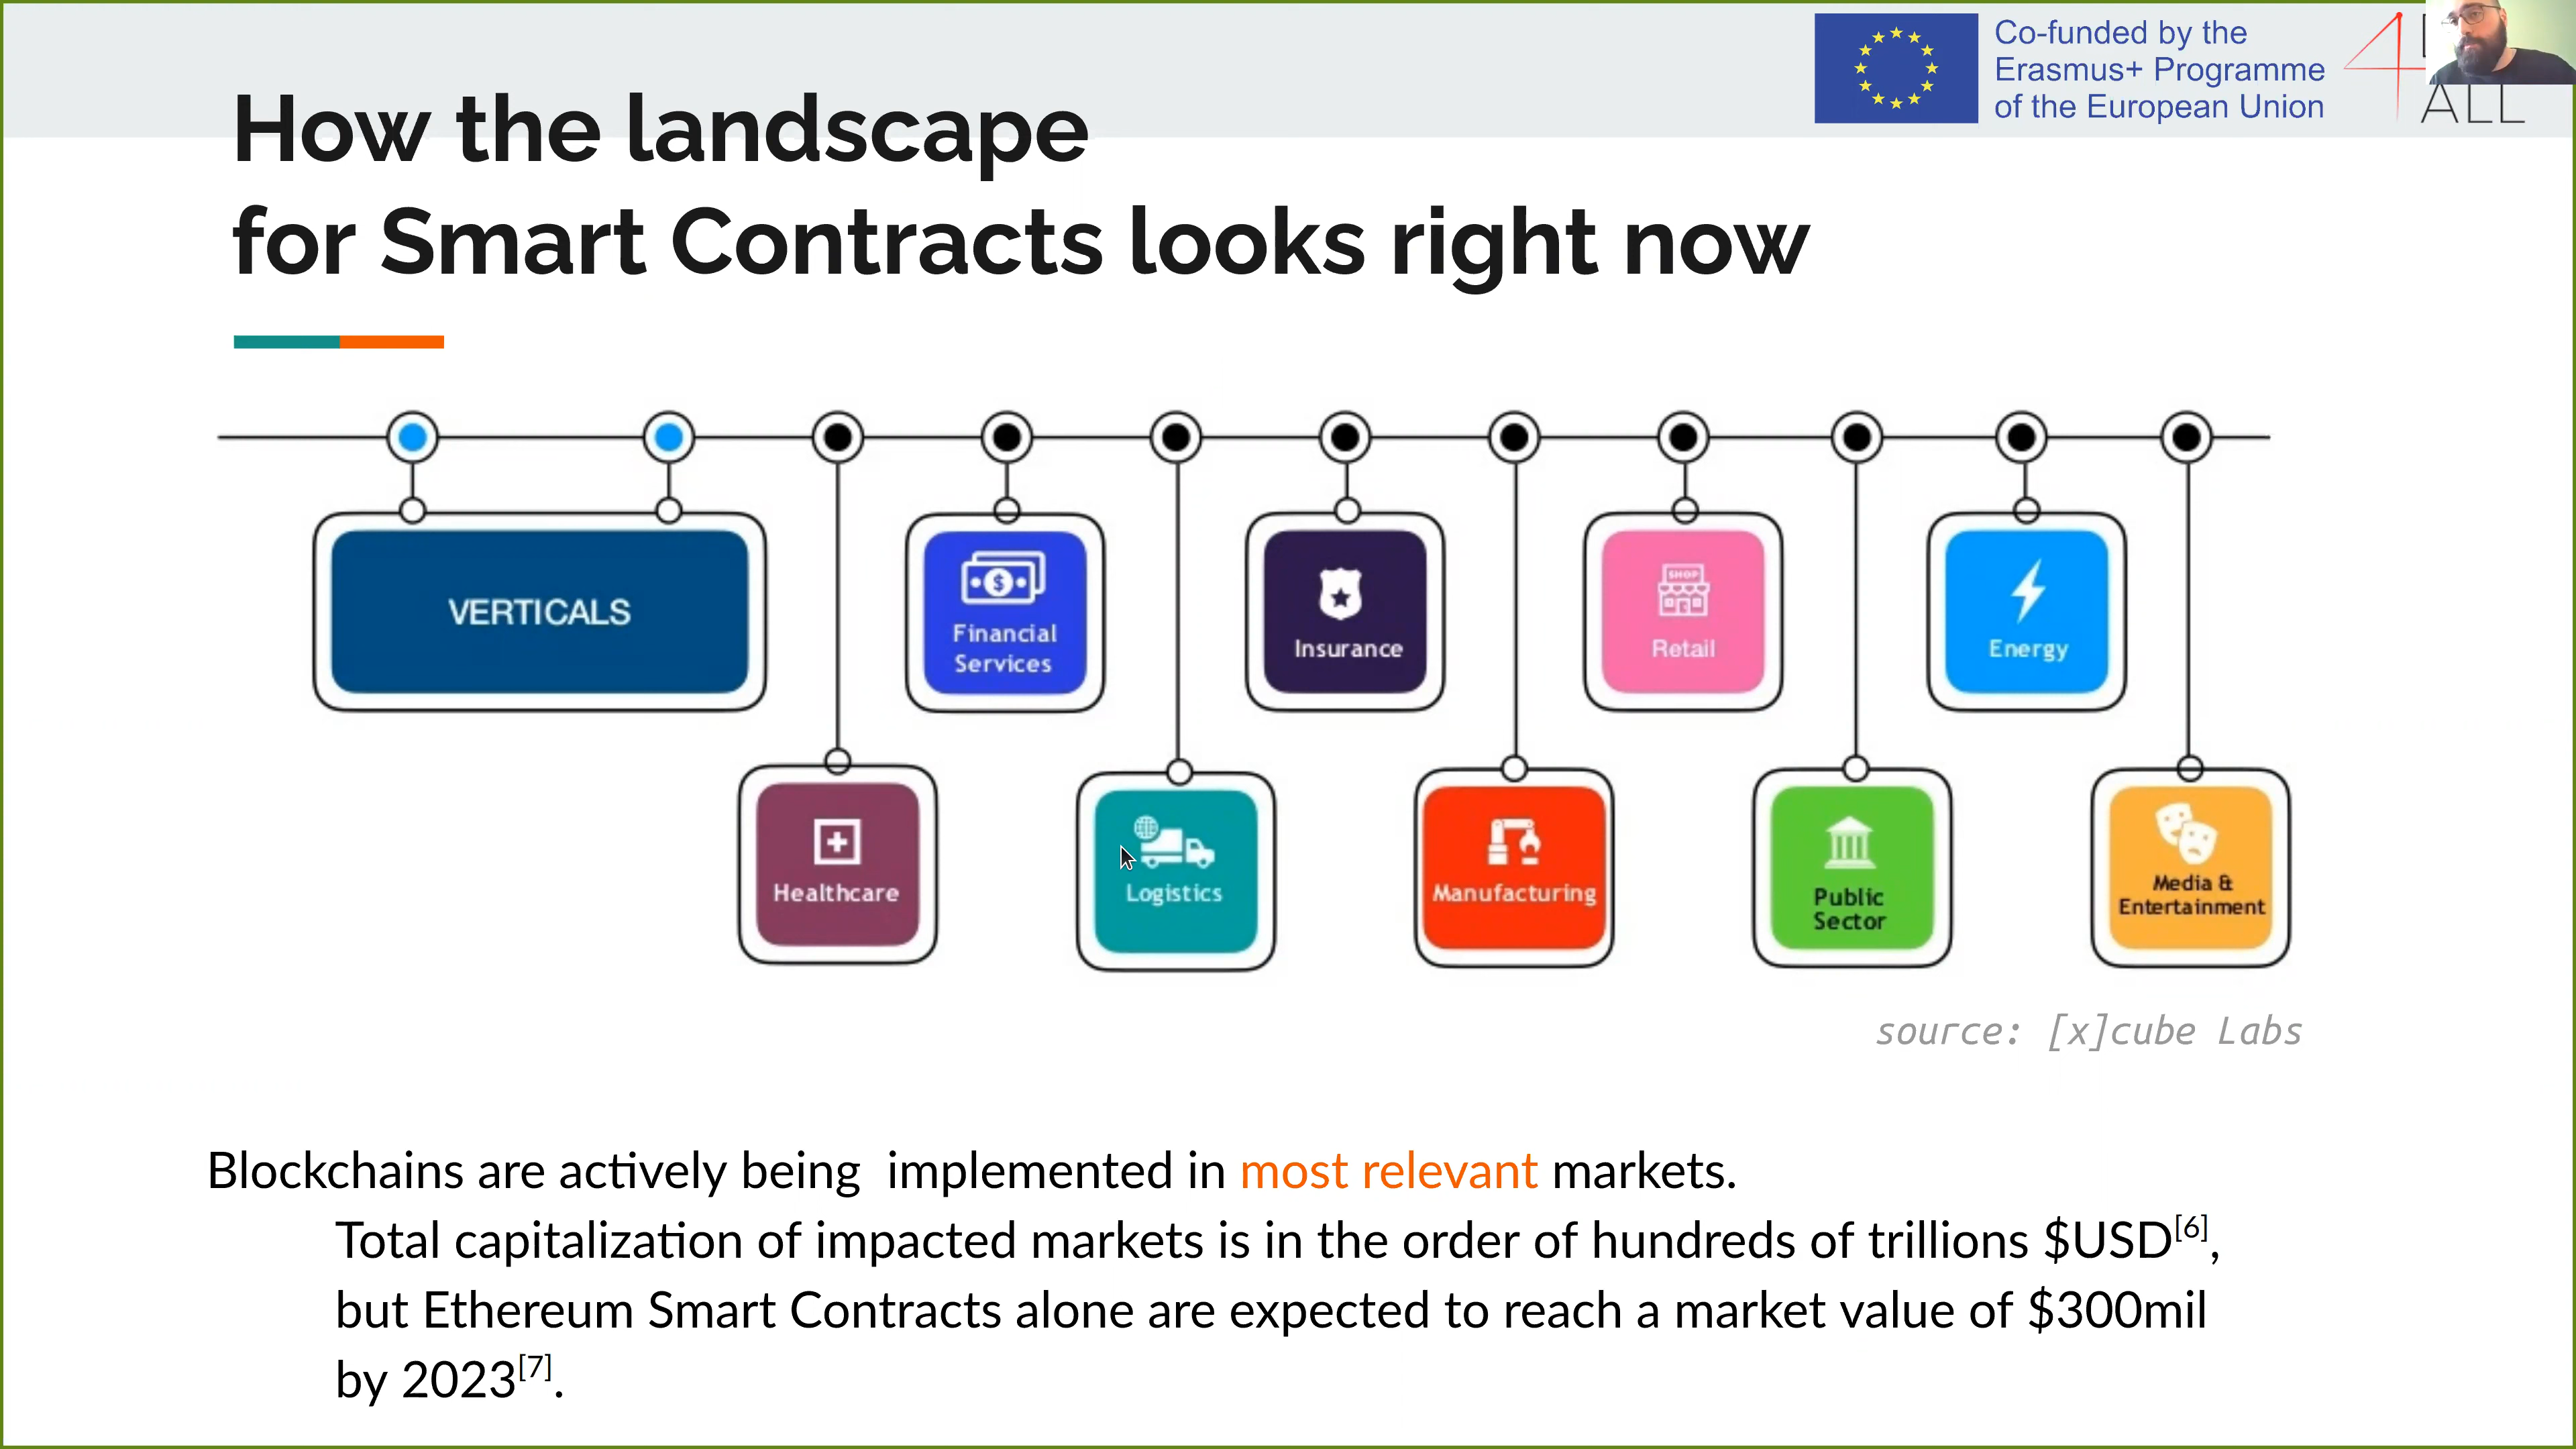 Co-funded by the
Erasmus+ Programme
of the European Union
4
ALL
How the landscape
for Smart Contracts looks right now
VERTICALS
Financial
Services
Insurance
SHOP
Retail
Energy
Healthcare
Logistics
Manufacturing
Public
Sector
Media &
Entertainment
source: [x]cube Labs
Blockchains are actively being  implemented in most relevant markets.
Total capitalization of impacted markets is in the order of hundreds of trillions $USD[6],
but Ethereum Smart Contracts alone are expected to reach a market value of $300mil
by 2023[7].